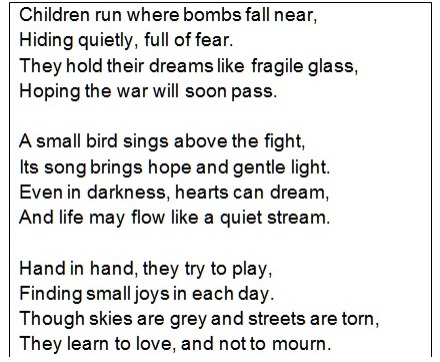 Children run where bombs fall near,
Hiding quietly, full of fear.
They hold their dreams like fragile glass,
Hoping the war will soon pass.

A small bird sings above the fight,
Its song brings hope and gentle light.
Even in darkness, hearts can dream,
And life may flow like a quiet stream.

Hand in hand, they try to play,
Finding small joys in each day.
Though skies are grey and streets are torn,
They learn to love, and not to mourn.